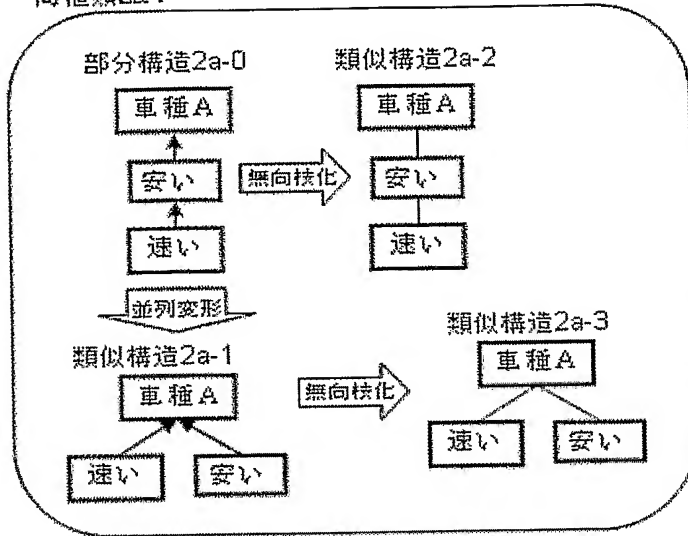 部分構造2a-0
車種A
安い
速い
無向枝化
類似構造2a-2
車種A
安い
速い
並列変形
類似構造2a-1
車種A
速い
安い
無向枝化
類似構造2a-3
車種A
速い
安い